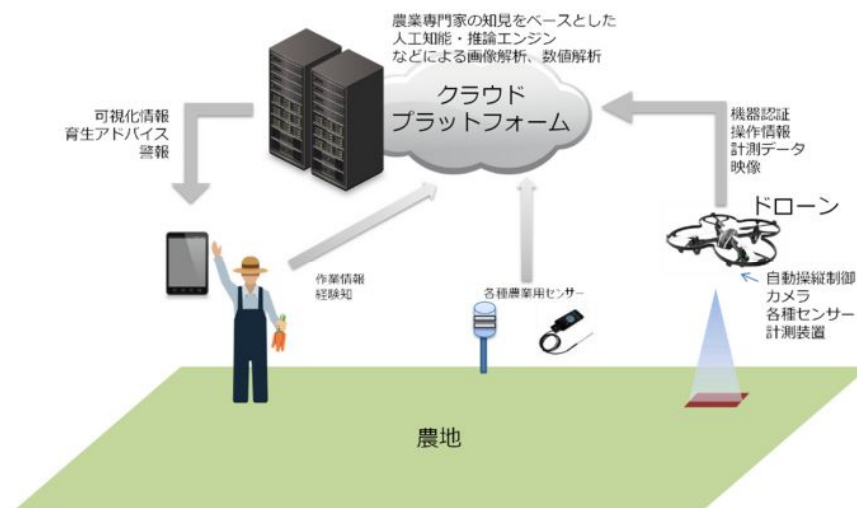 農業専門家の知見をベースとした
人工知能・推論エンジン
などによる画像解析、数値解析
クラウド
プラットフォーム
可視化情報
育生アドバイス
警報
機器認証
操作情報
計測データ
映像
ドローン
作業情報
経験知
各種農業用センサー
自動操縦制御
カメラ
各種センサー
計測装置
農地